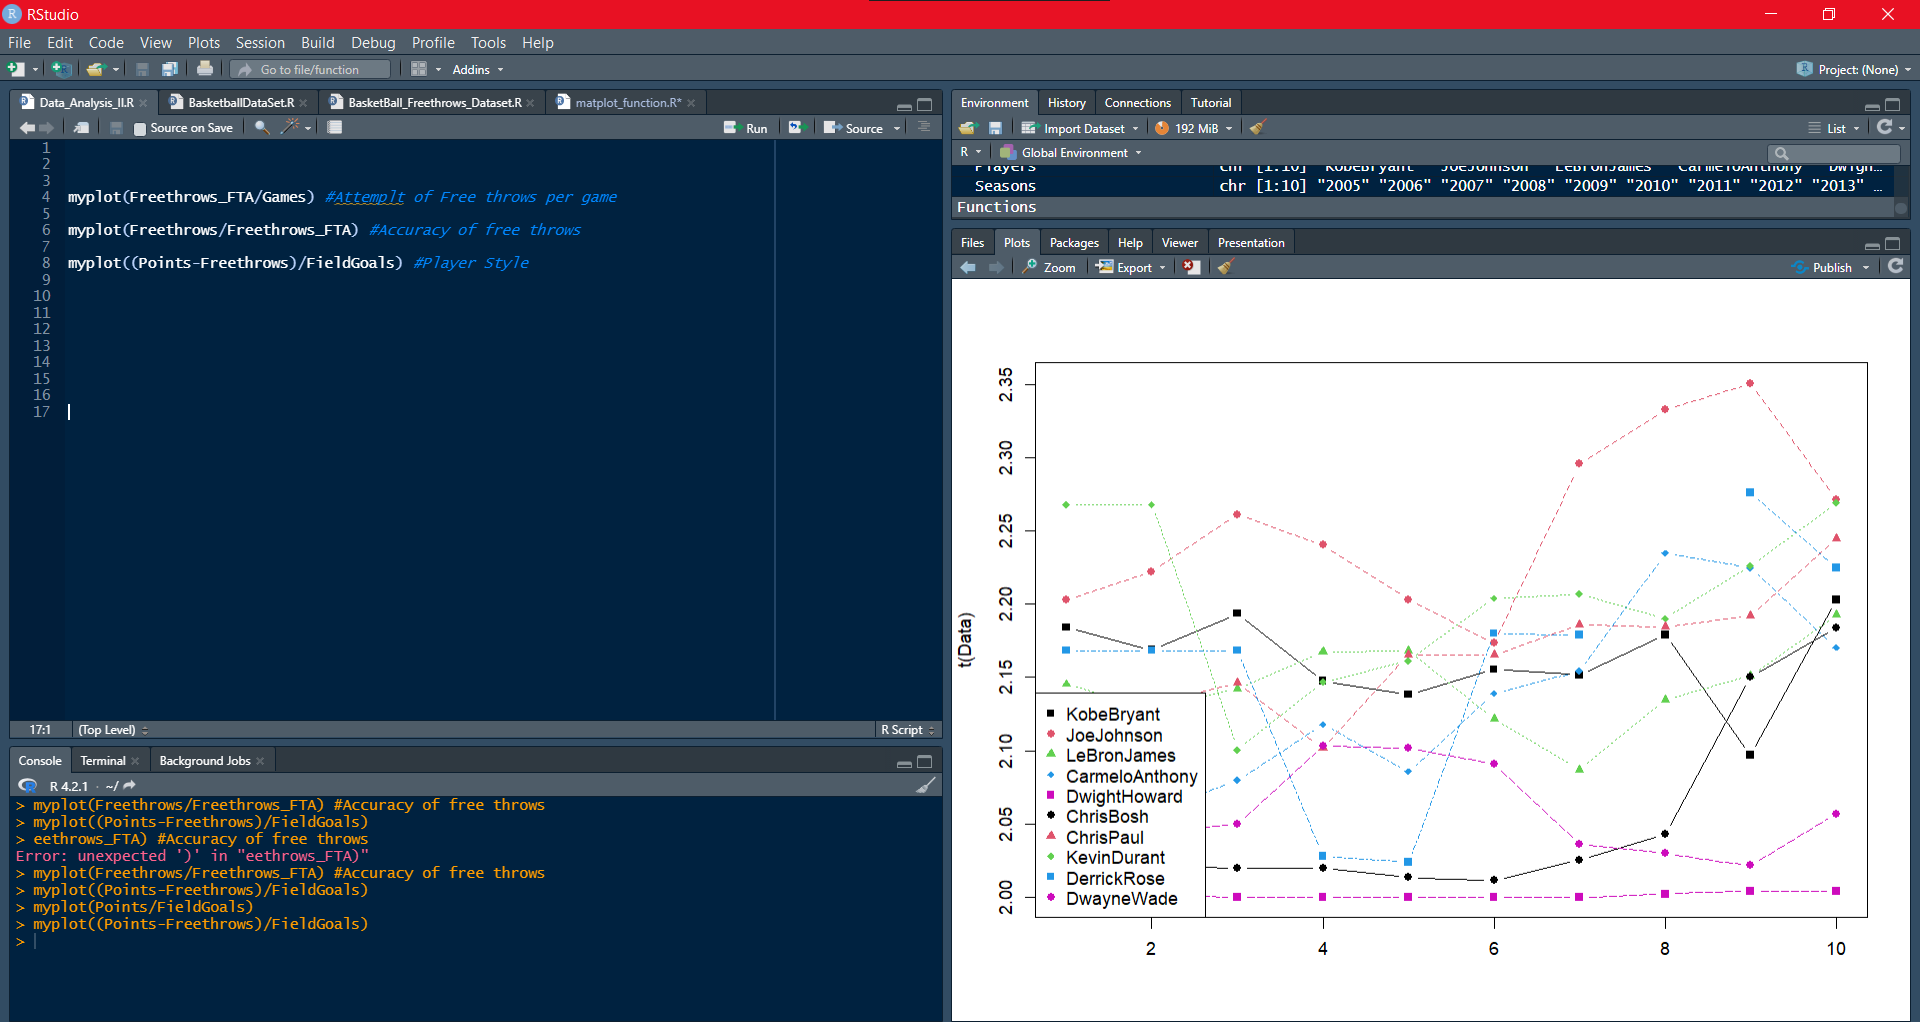 RStudio
File Edit Code View Plots Session Build Debug Profile Tools Help
Go to file/function Addins Project: (None)
Data_Analysis_II.R BasketballDataSet.R BasketBall_Freethrows_Dataset.R matplot_function.R*
Source on Save Run Source
1
2
3
4 myplot(Freethrows_FTA/Games) #Attemplt of Free throws per game
5
6 myplot(Freethrows/Freethrows_FTA) #Accuracy of free throws
7
8 myplot((Points-Freethrows)/FieldGoals) #Player Style
9
10
11
12
13
14
15
16
17
17:1 (Top Level) R Script
Console Terminal Background Jobs
R 4.2.1 · ~/
> myplot(Freethrows/Freethrows_FTA) #Accuracy of free throws
> myplot((Points-Freethrows)/FieldGoals)
> eethrows_FTA) #Accuracy of free throws
Error: unexpected ')' in "eethrows_FTA)"
> myplot(Freethrows/Freethrows_FTA) #Accuracy of free throws
> myplot((Points-Freethrows)/FieldGoals)
> myplot(Points/FieldGoals)
> myplot((Points-Freethrows)/FieldGoals)
>
Environment History Connections Tutorial
Import Dataset 192 MiB List
R Global Environment
Players chr [1:10] "KobeBryant" "JoeJohnson" "LeBronJames" "CarmeloAnthony" "Dwigh…
Seasons chr [1:10] "2005" "2006" "2007" "2008" "2009" "2010" "2011" "2012" "2013" …
Functions
Files Plots Packages Help Viewer Presentation
Zoom Export Publish
t(Data)
2.35
2.30
2.25
2.20
2.15
2.10
2.05
2.00
KobeBryant
JoeJohnson
LeBronJames
CarmeloAnthony
DwightHoward
ChrisBosh
ChrisPaul
KevinDurant
DerrickRose
DwayneWade
2 4 6 8 10